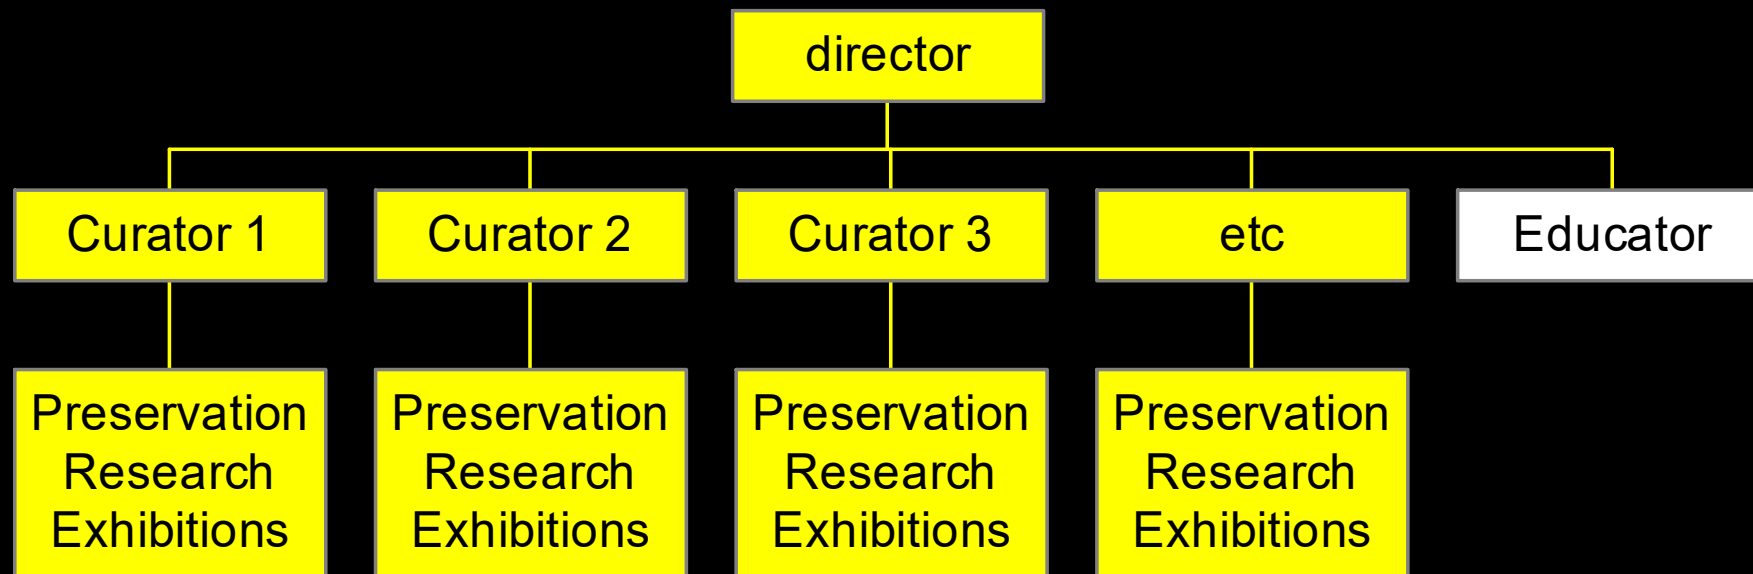 director
Curator 1
Curator 2
Curator 3
etc
Educator
Preservation
Research
Exhibitions
Preservation
Research
Exhibitions
Preservation
Research
Exhibitions
Preservation
Research
Exhibitions